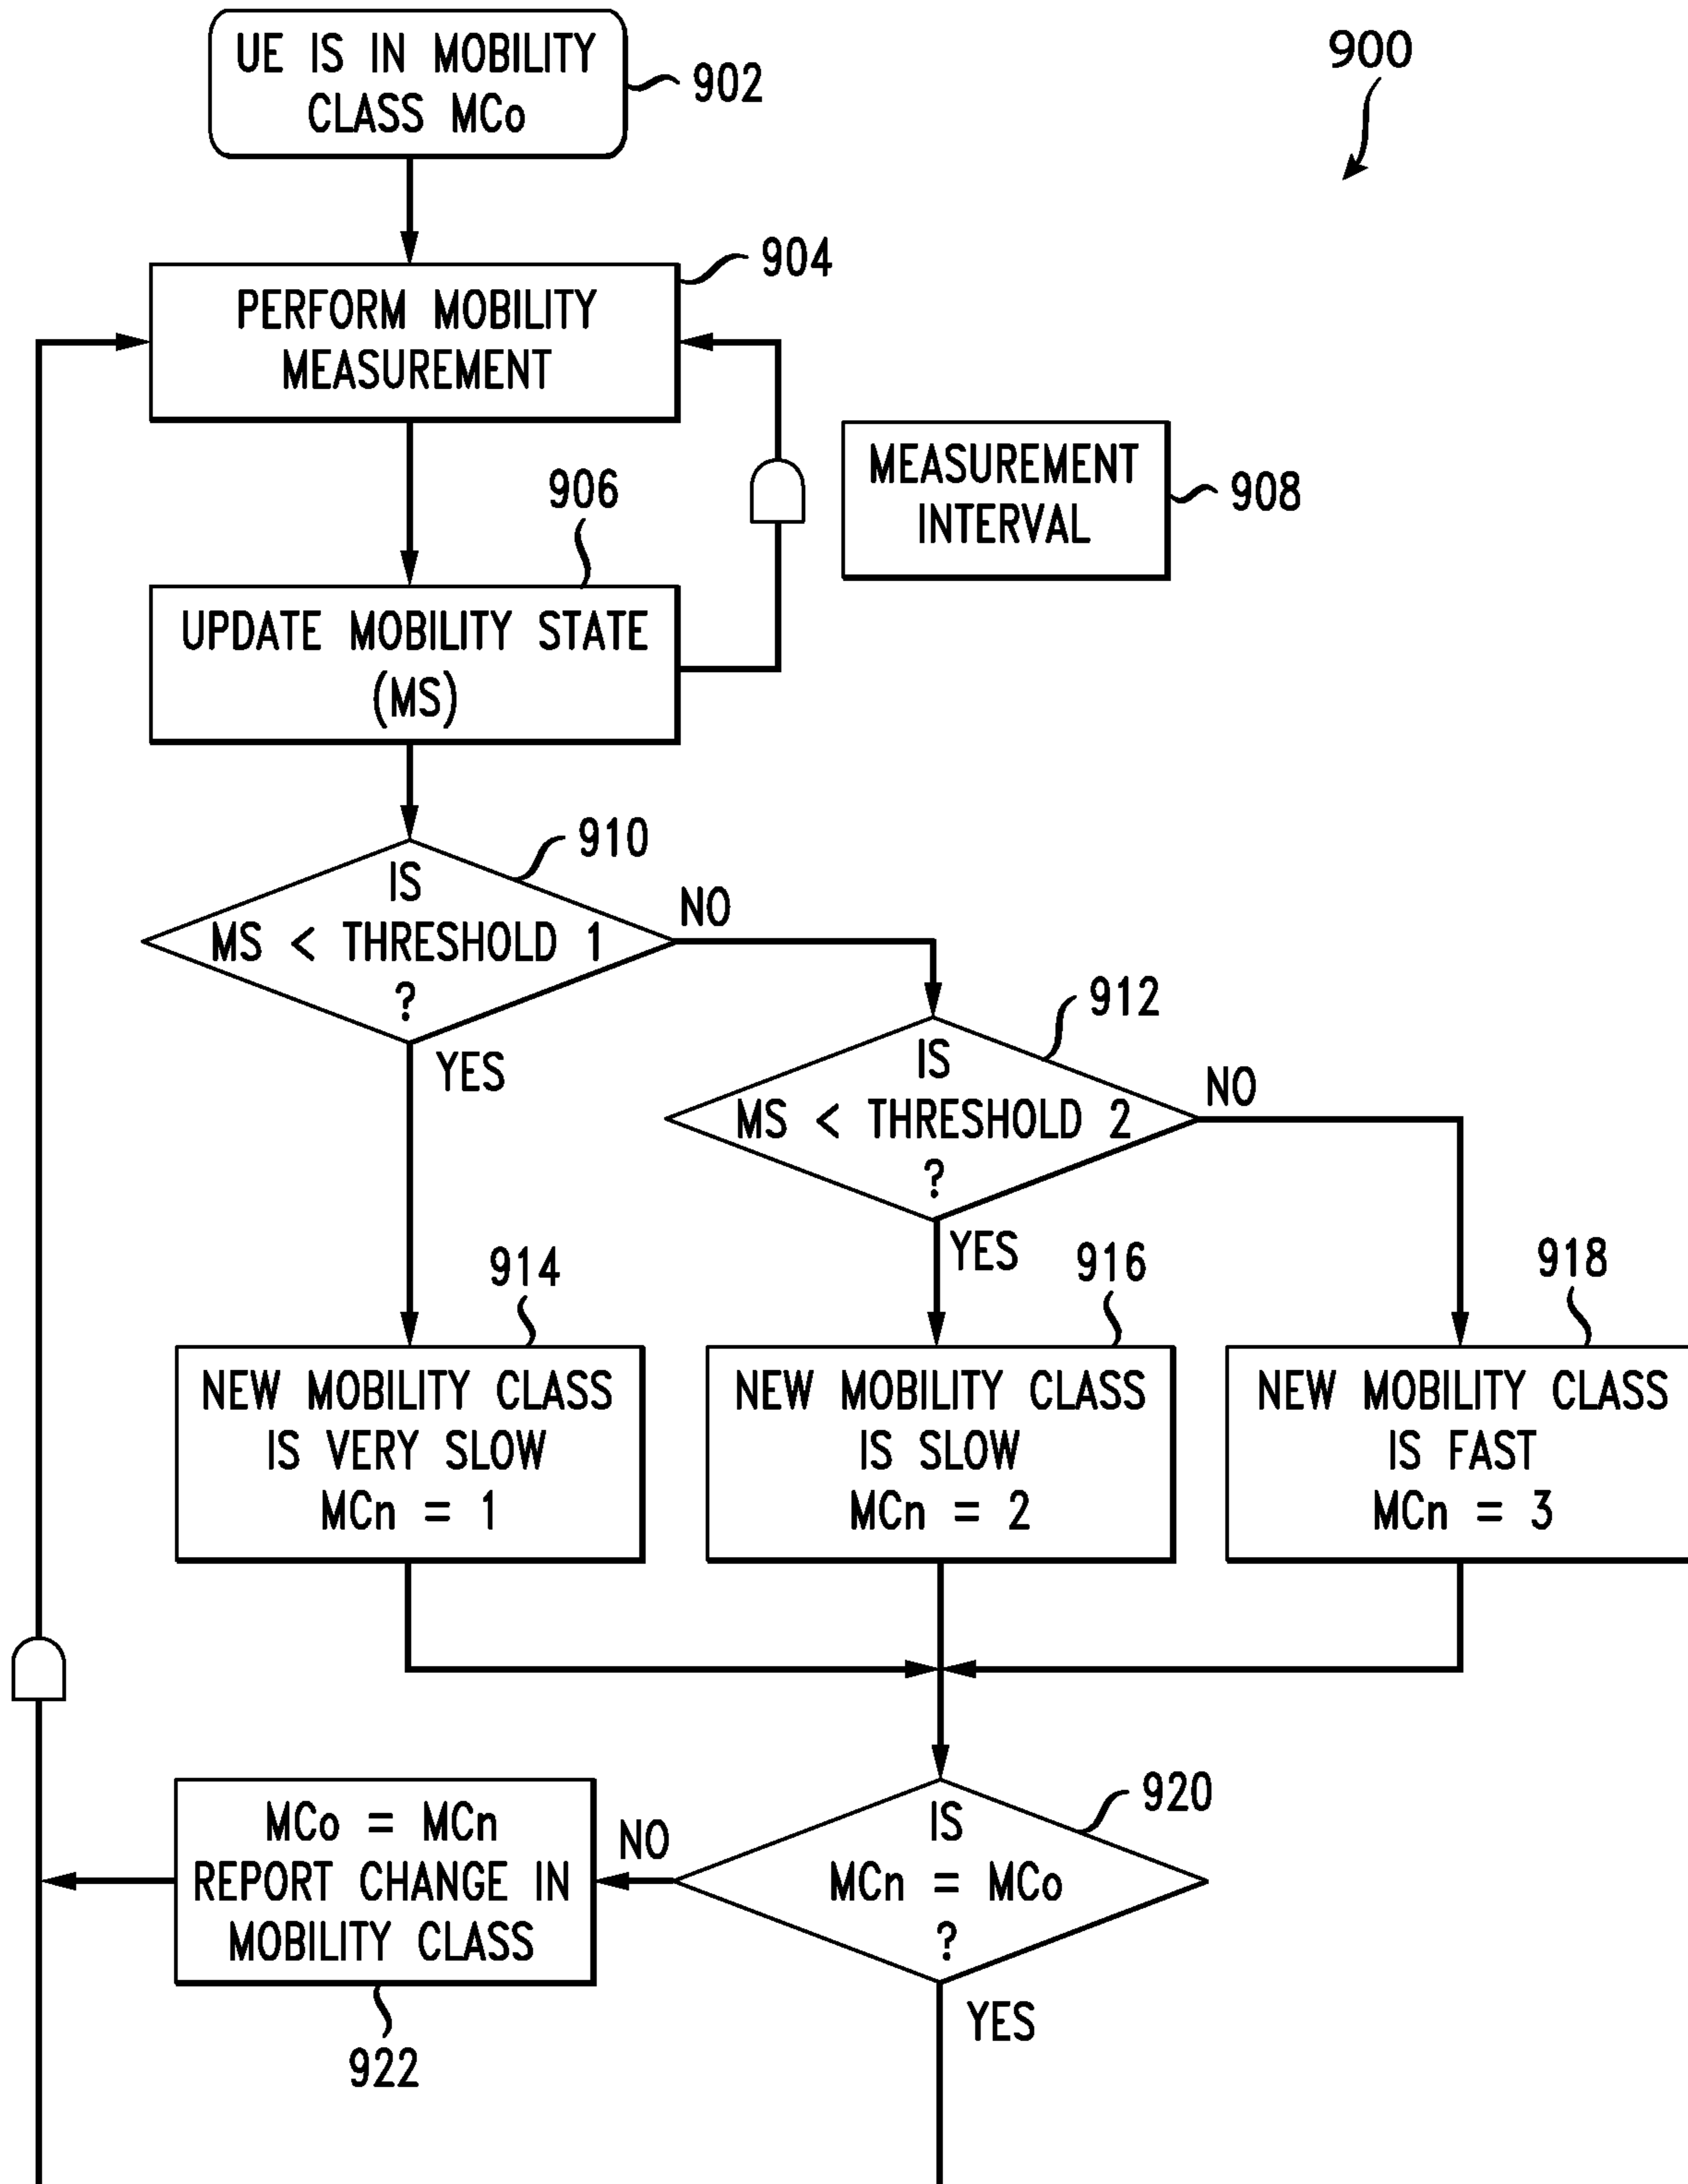 900
UE IS IN MOBILITY
CLASS MCo
902
904
PERFORM MOBILITY
MEASUREMENT
MEASUREMENT
INTERVAL
908
906
UPDATE MOBILITY STATE
(MS)
910
IS
MS < THRESHOLD 1
?
NO
YES
912
IS
MS < THRESHOLD 2
?
NO
YES
914
NEW MOBILITY CLASS
IS VERY SLOW
MCn = 1
916
NEW MOBILITY CLASS
IS SLOW
MCn = 2
918
NEW MOBILITY CLASS
IS FAST
MCn = 3
920
IS
MCn = MCo
?
NO
YES
MCo = MCn
REPORT CHANGE IN
MOBILITY CLASS
922